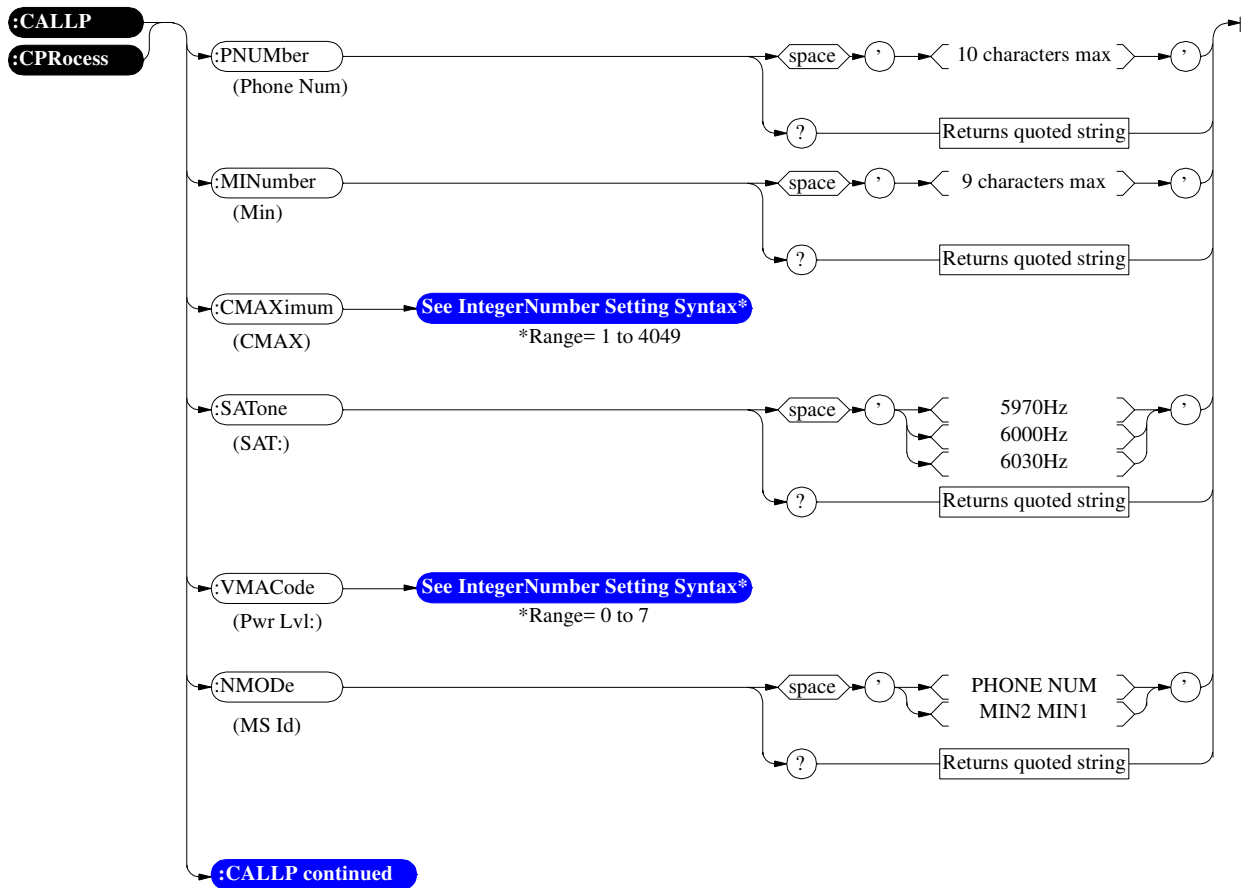 :CALLP
:CPRocess
:PNUMber
(Phone Num)
space ’ 10 characters max ’
? Returns quoted string
:MINumber
(Min)
space ’ 9 characters max ’
? Returns quoted string
:CMAXimum
(CMAX)
See IntegerNumber Setting Syntax*
*Range= 1 to 4049
:SATone
(SAT:)
space ’ 5970Hz ’
6000Hz
6030Hz
? Returns quoted string
:VMACode
(Pwr Lvl:)
See IntegerNumber Setting Syntax*
*Range= 0 to 7
:NMODe
(MS Id)
space ’ PHONE NUM ’
MIN2 MIN1
? Returns quoted string
:CALLP continued